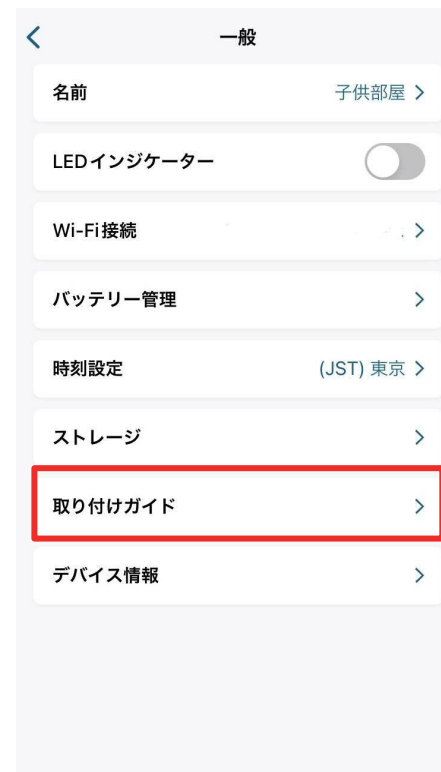 一般
名前 子供部屋
LEDインジケーター
Wi-Fi接続
バッテリー管理
時刻設定 (JST) 東京
ストレージ
取り付けガイド
デバイス情報